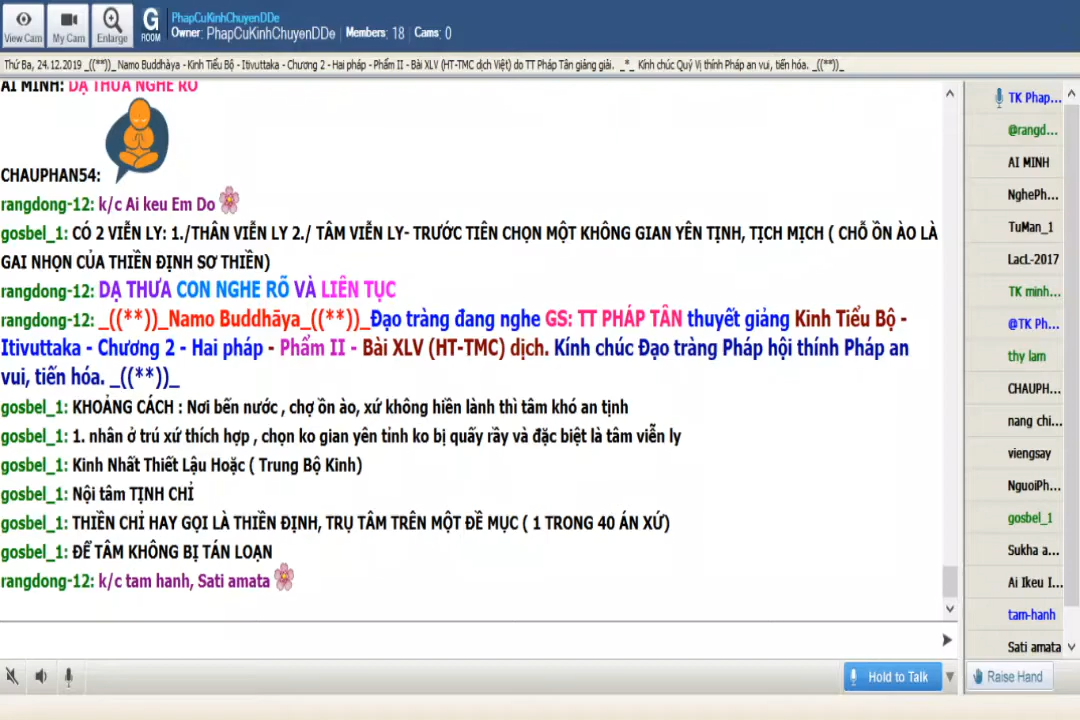 PhapCuKinhChuyenDDe
Owner: PhapCuKinhChuyenDDe Members: 18 Cams: 0
View Cam My Cam Enlarge G ROOM
Thứ Ba, 24.12.2019 _((**))_ Namo Buddhàya - Kinh Tiểu Bộ - Itivuttaka - Chương 2 - Hai pháp - Phẩm II - Bài XLV (HT-TMC dịch Việt) do TT Pháp Tân giảng giải. _*_ Kính chúc Quý Vị thính Pháp an vui, tiến hóa. _((**))_
AI MINH: DẠ THƯA NGHE RÕ
CHAUPHAN54:
rangdong-12: k/c Ai keu Em Do
gosbel_1: CÓ 2 VIỄN LY: 1./THÂN VIỄN LY 2./ TÂM VIỄN LY- TRƯỚC TIÊN CHỌN MỘT KHÔNG GIAN YÊN TỊNH, TỊCH MỊCH ( CHỖ ỒN ÀO LÀ
GAI NHỌN CỦA THIỀN ĐỊNH SƠ THIỀN)
rangdong-12: DẠ THƯA CON NGHE RÕ VÀ LIÊN TỤC
rangdong-12: _((**))_Namo Buddhāya_((**))_Đạo tràng đang nghe GS: TT PHÁP TÂN thuyết giảng Kinh Tiểu Bộ -
Itivuttaka - Chương 2 - Hai pháp - Phẩm II - Bài XLV (HT-TMC) dịch. Kính chúc Đạo tràng Pháp hội thính Pháp an
vui, tiến hóa. _((**))_
gosbel_1: KHOẢNG CÁCH : Nơi bến nước , chợ ồn ào, xứ không hiền lành thì tâm khó an tịnh
gosbel_1: 1. nhân ở trú xứ thích hợp , chọn ko gian yên tỉnh ko bị quấy rầy và đặc biệt là tâm viễn ly
gosbel_1: Kinh Nhất Thiết Lậu Hoặc ( Trung Bộ Kinh)
gosbel_1: Nội tâm TỊNH CHỈ
gosbel_1: THIỀN CHỈ HAY GỌI LÀ THIỀN ĐỊNH, TRỤ TÂM TRÊN MỘT ĐỀ MỤC ( 1 TRONG 40 ÁN XỨ)
gosbel_1: ĐỂ TÂM KHÔNG BỊ TÁN LOẠN
rangdong-12: k/c tam hanh, Sati amata
TK Phap...
@rangd...
AI MINH
NghePh...
TuMan_1
LacL-2017
TK minh...
@TK Ph...
thy lam
CHAUPH...
nang chi...
viengsay
NguoiPh...
gosbel_1
Sukha a...
Ai Ikeu I...
tam-hanh
Sati amata
Hold to Talk
Raise Hand